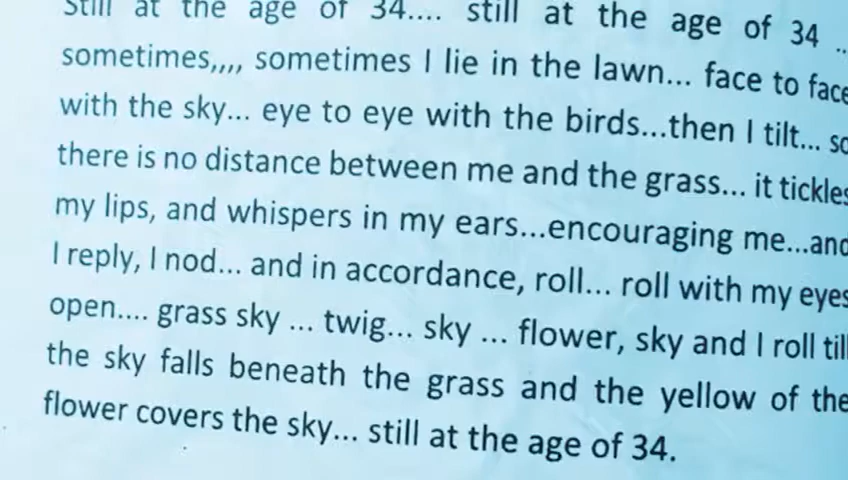 Still at the age of 34.... still at the age of 34 ..
sometimes,,,, sometimes I lie in the lawn... face to face
with the sky... eye to eye with the birds...then I tilt... so
there is no distance between me and the grass... it tickles
my lips, and whispers in my ears...encouraging me...and
I reply, I nod... and in accordance, roll... roll with my eyes
open.... grass sky ... twig... sky ... flower, sky and I roll till
the sky falls beneath the grass and the yellow of the
flower covers the sky... still at the age of 34.